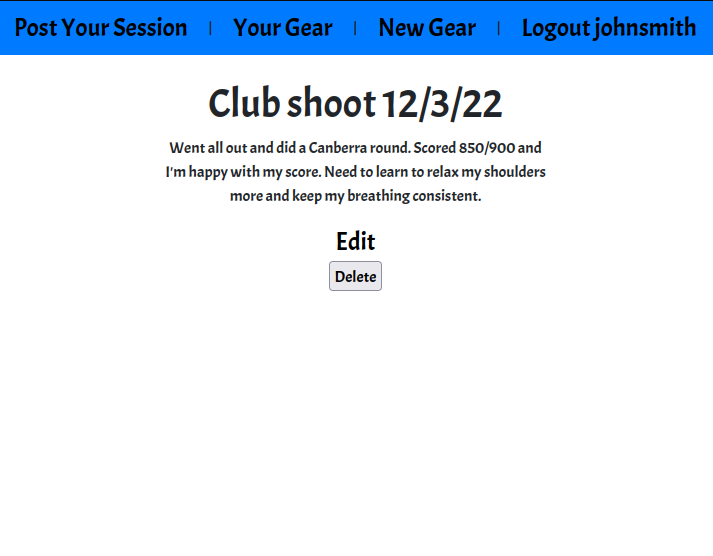 Post Your Session | Your Gear | New Gear | Logout johnsmith
Club shoot 12/3/22
Went all out and did a Canberra round. Scored 850/900 and
I'm happy with my score. Need to learn to relax my shoulders
more and keep my breathing consistent.
Edit
Delete